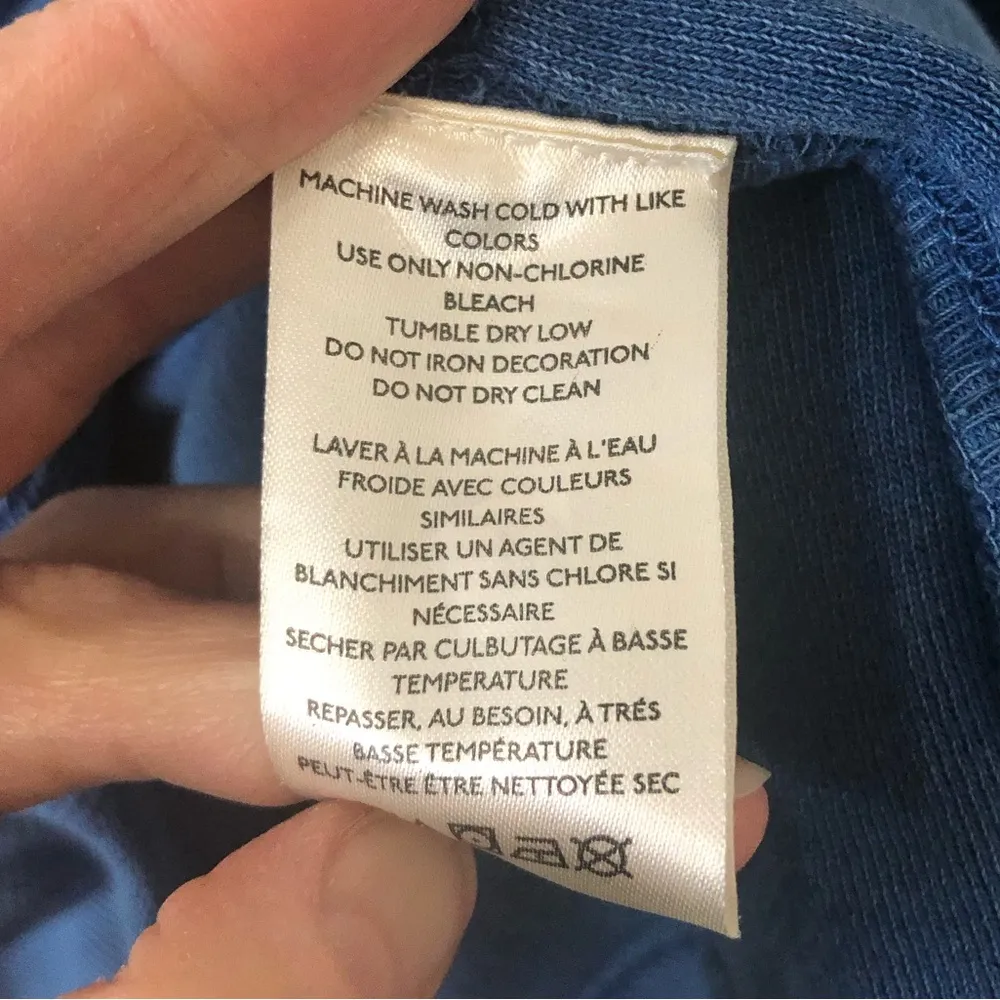 MACHINE WASH COLD WITH LIKE
COLORS
USE ONLY NON-CHLORINE
BLEACH
TUMBLE DRY LOW
DO NOT IRON DECORATION
DO NOT DRY CLEAN
LAVER À LA MACHINE À L'EAU
FROIDE AVEC COULEURS
SIMILAIRES
UTILISER UN AGENT DE
BLANCHIMENT SANS CHLORE SI
NÉCESSAIRE
SECHER PAR CULBUTAGE À BASSE
TEMPERATURE
REPASSER, AU BESOIN, À TRÉS
BASSE TEMPÉRATURE
PEUT-ÊTRE ÊTRE NETTOYÉE SEC